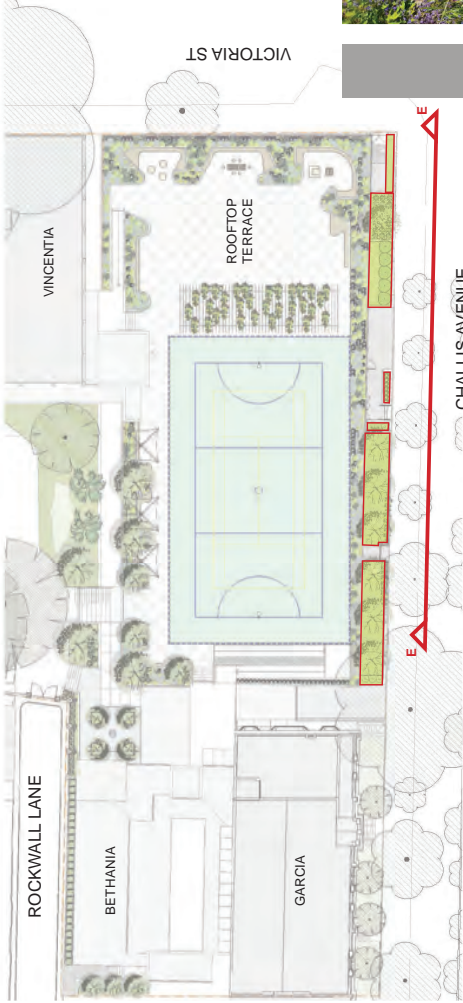 VICTORIA ST
VINCENTIA
ROOFTOP
TERRACE
E
CHALLIS AVENUE
E
ROCKWALL LANE
BETHANIA
GARCIA